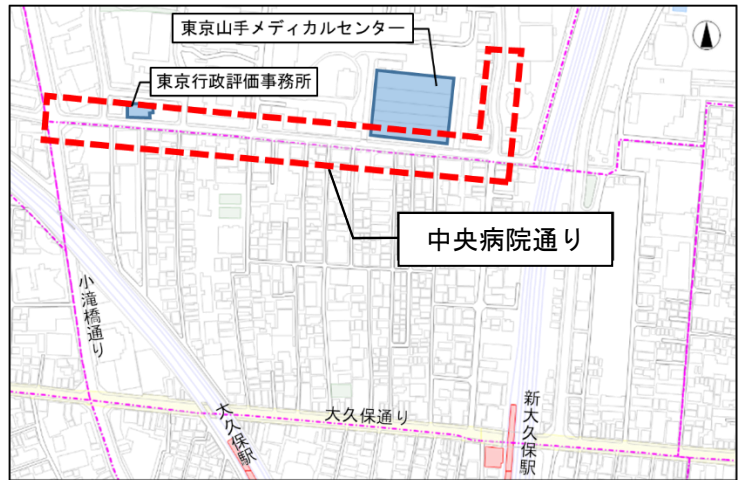 東京山手メディカルセンター
東京行政評価事務所
中央病院通り
小滝橋通り
大久保通り
大久保駅
新大久保駅